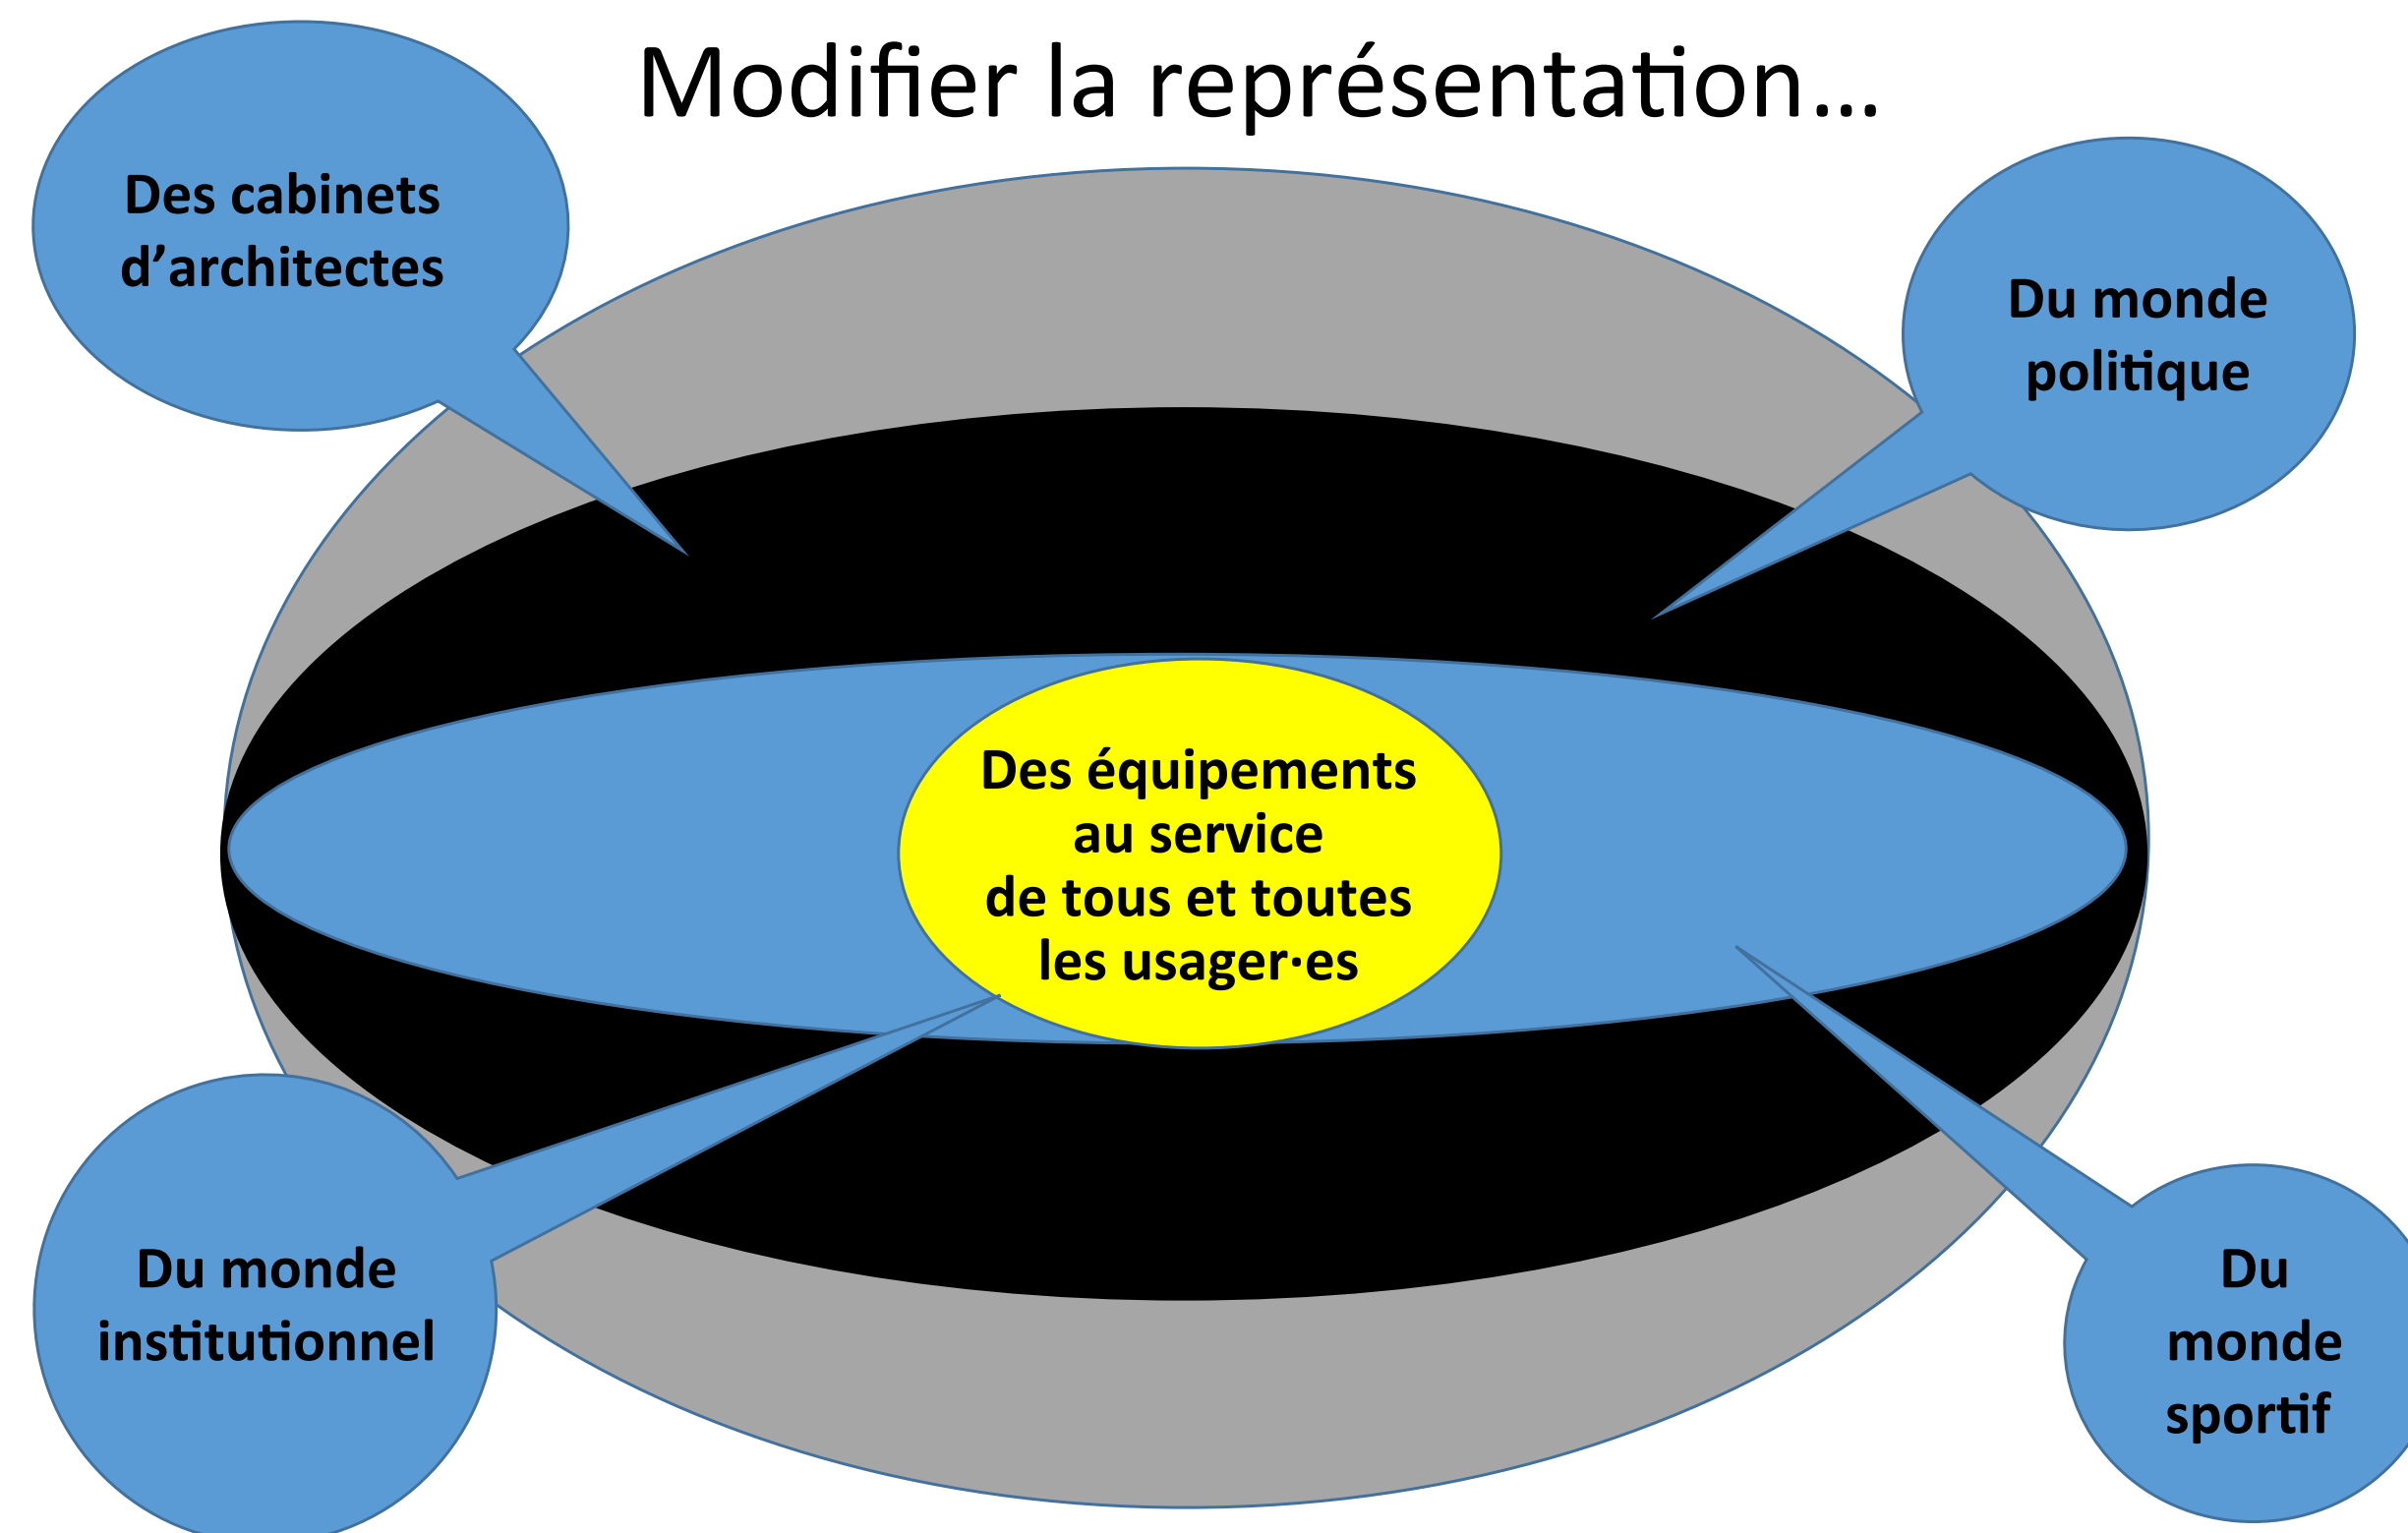 Modifier la représentation…
Des cabinets
d’architectes
Du monde
politique
Des équipements
au service
de tous et toutes
les usager·es
Du monde
institutionnel
Du
monde
sportif